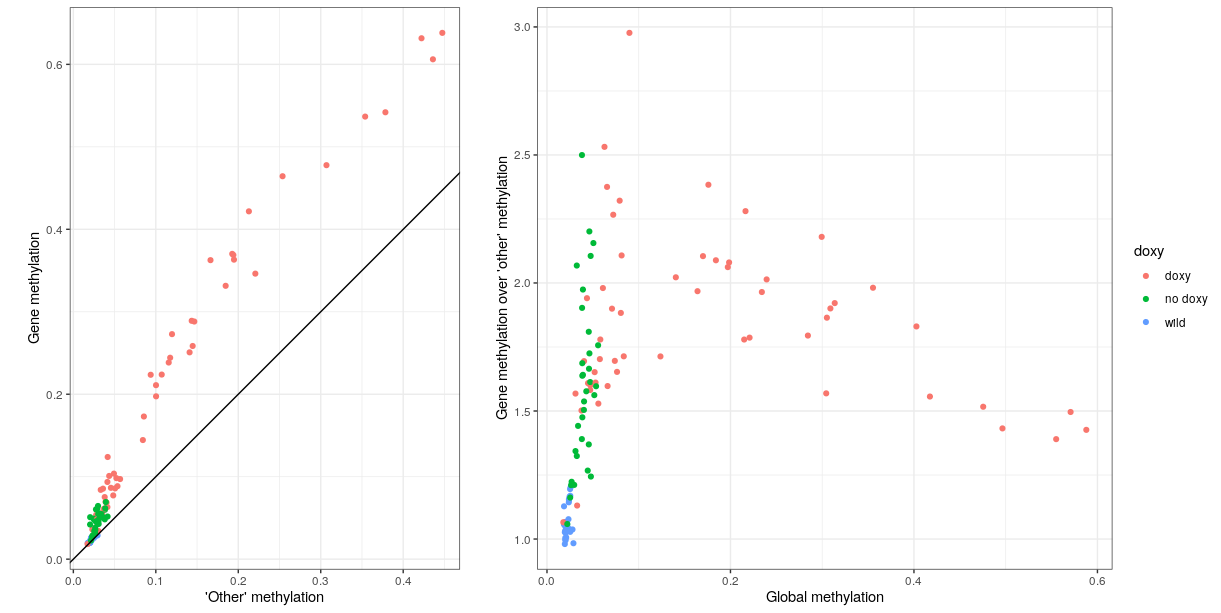 0.6
0.4
0.2
0.0
Gene methylation
0.0
0.1
0.2
0.3
0.4
'Other' methylation
3.0
2.5
2.0
1.5
1.0
Gene methylation over 'other' methylation
0.0
0.2
0.4
0.6
Global methylation
doxy
doxy
no doxy
wild